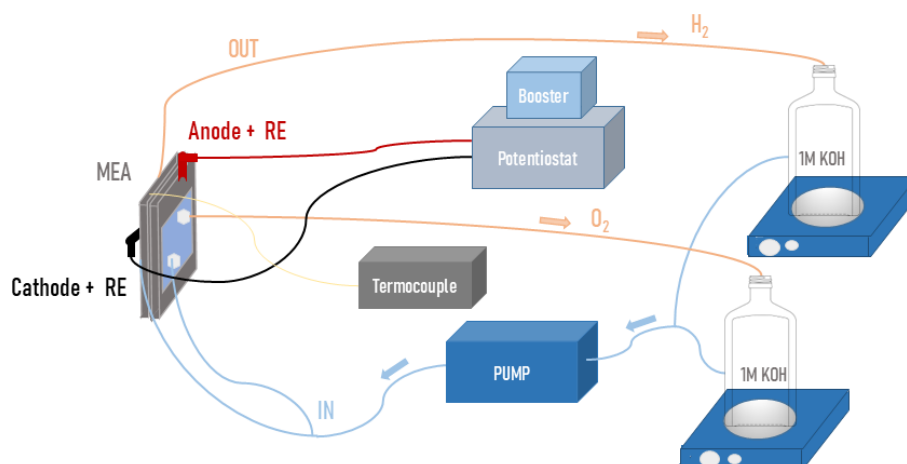 H₂
OUT
Booster
Anode + RE
Potentiostat
MEA
1M KOH
O₂
Cathode + RE
Termocouple
PUMP
1M KOH
IN